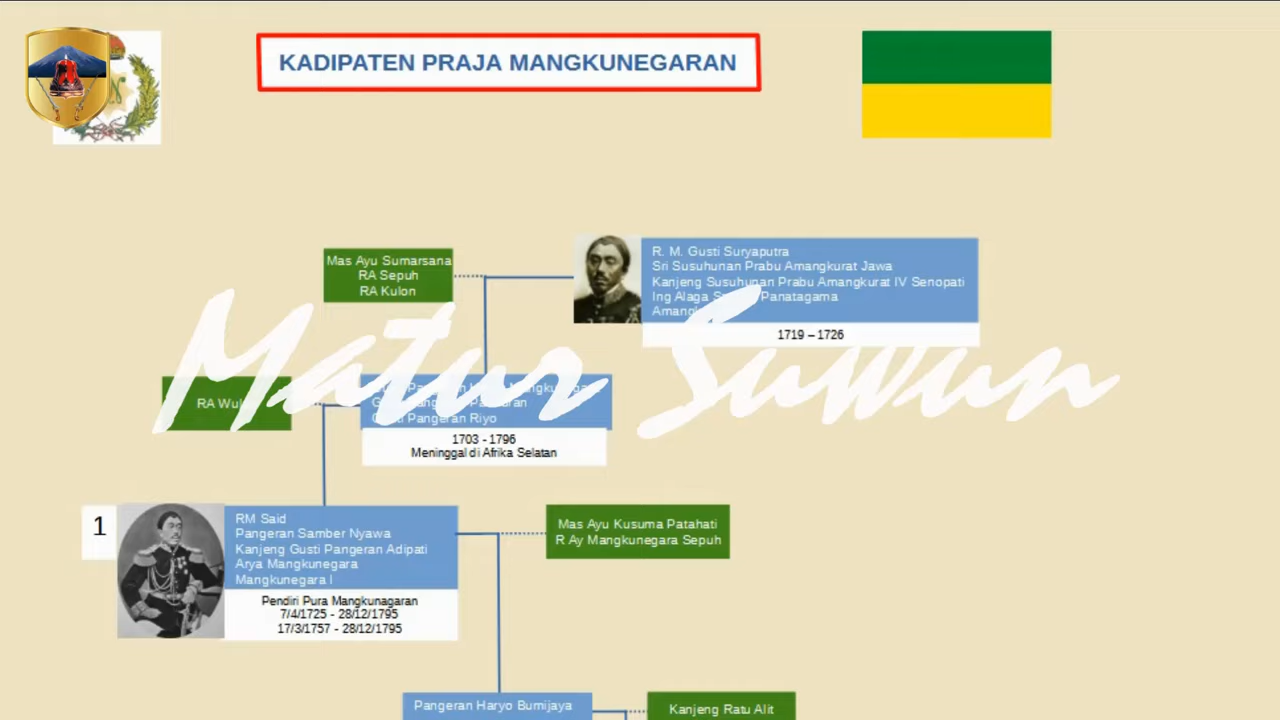 KADIPATEN PRAJA MANGKUNEGARAN
N
Mas Ayu Sumarsana
RA Sepuh
RA Kulon
R. M. Gusti Suryaputra
Sri Susuhunan Prabu Amangkurat Jawa
Kanjeng Susuhunan Prabu Amangkurat IV Senopati
Ing Alaga Panatagama
1719 – 1726
Matur Suwun
RA
Pangeran
Gusti Pangeran Riyo
1703 - 1796
Meninggal di Afrika Selatan
1
RM Said
Pangeran Samber Nyawa
Kanjeng Gusti Pangeran Adipati
Arya Mangkunegara
Mangkunegara I
Pendiri Pura Mangkunagaran
7/4/1725 - 28/12/1795
17/3/1757 - 28/12/1795
Mas Ayu Kusuma Patahati
R Ay Mangkunegara Sepuh
Pangeran Haryo Bumijaya
Kanjeng Ratu Alit